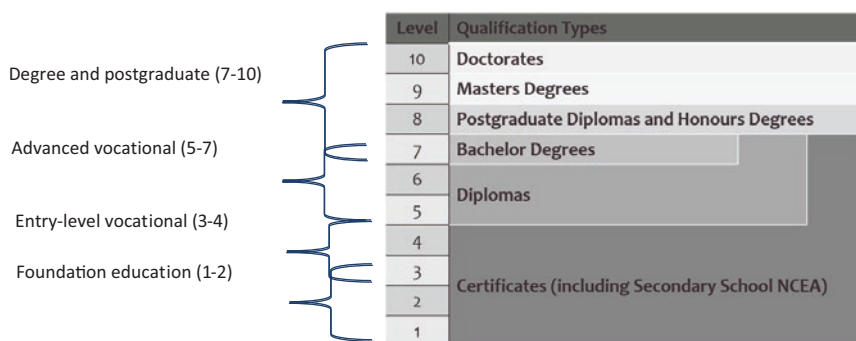 Level Qualification Types
10 Doctorates
Degree and postgraduate (7-10)
9 Masters Degrees
8 Postgraduate Diplomas and Honours Degrees
Advanced vocational (5-7)
7 Bachelor Degrees
6
Diplomas
5
Entry-level vocational (3-4)
4
Foundation education (1-2)
3
Certificates (including Secondary School NCEA)
2
1